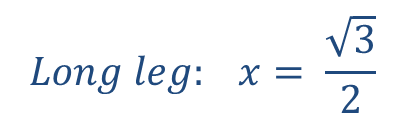 Long leg: x = √3/2